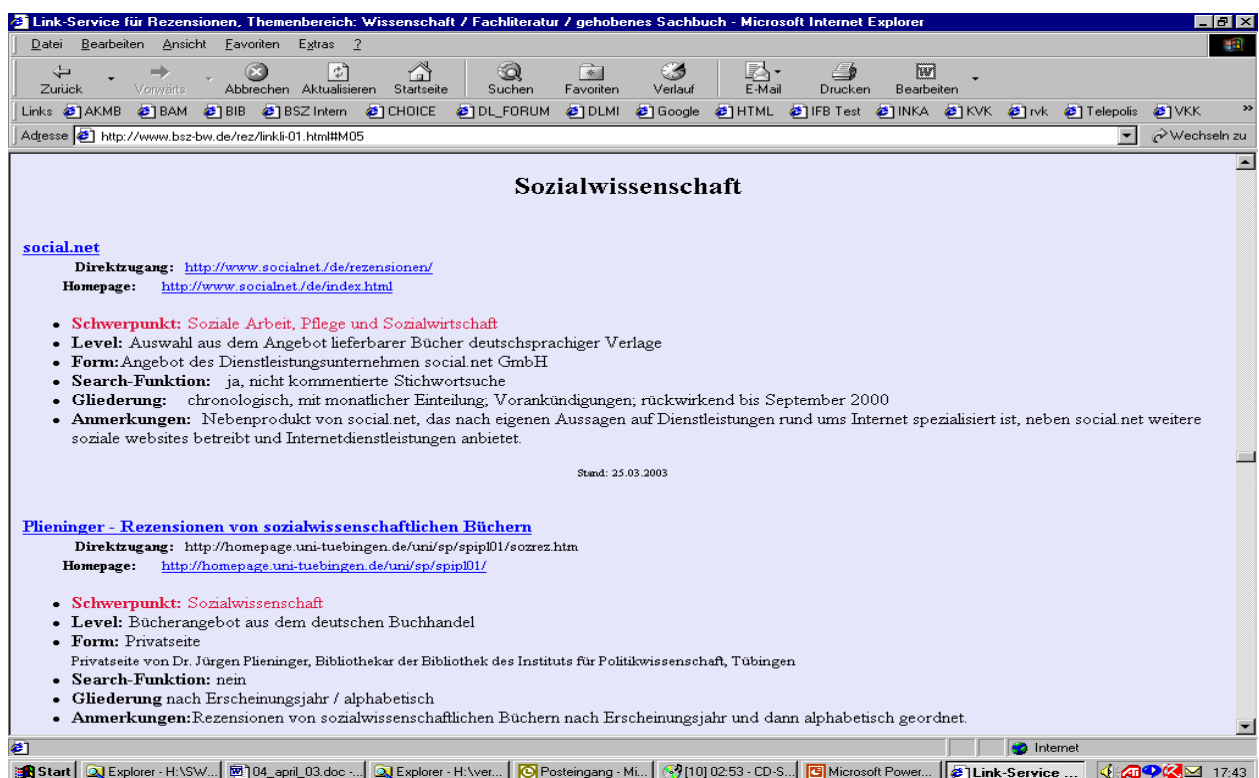 Link-Service für Rezensionen, Themenbereich: Wissenschaft / Fachliteratur / gehobenes Sachbuch - Microsoft Internet Explorer
Datei Bearbeiten Ansicht Favoriten Extras ?
Zurück Vorwärts Abbrechen Aktualisieren Startseite Suchen Favoriten Verlauf E-Mail Drucken Bearbeiten
Links AKMB BAM BIB BSZ Intern CHOICE DL_FORUM DLMI Google HTML IFB Test INKA KVK rvk Telepolis VKK »
Adresse http://www.bsz-bw.de/rez/linkli-01.html#M05 Wechseln zu
Sozialwissenschaft
social.net
Direktzugang: http://www.socialnet./de/rezensionen/
Homepage: http://www.socialnet./de/index.html
• Schwerpunkt: Soziale Arbeit, Pflege und Sozialwirtschaft
• Level: Auswahl aus dem Angebot lieferbarer Bücher deutschsprachiger Verlage
• Form:Angebot des Dienstleistungsunternehmen social.net GmbH
• Search-Funktion: ja, nicht kommentierte Stichwortsuche
• Gliederung: chronologisch, mit monatlicher Einteilung; Vorankündigungen; rückwirkend bis September 2000
• Anmerkungen: Nebenprodukt von social.net, das nach eigenen Aussagen auf Dienstleistungen rund ums Internet spezialisiert ist, neben social.net weitere
soziale websites betreibt und Internetdienstleistungen anbietet.
Stand: 25.03.2003
Plieninger - Rezensionen von sozialwissenschaftlichen Büchern
Direktzugang: http://homepage.uni-tuebingen.de/uni/sp/spipl01/sozrez.htm
Homepage: http://homepage.uni-tuebingen.de/uni/sp/spipl01/
• Schwerpunkt: Sozialwissenschaft
• Level: Bücherangebot aus dem deutschen Buchhandel
• Form: Privatseite
Privatseite von Dr. Jürgen Plieninger, Bibliothekar der Bibliothek des Instituts für Politikwissenschaft, Tübingen
• Search-Funktion: nein
• Gliederung nach Erscheinungsjahr / alphabetisch
• Anmerkungen:Rezensionen von sozialwissenschaftlichen Büchern nach Erscheinungsjahr und dann alphabetisch geordnet.
Internet
Start Explorer - H:\SW... 04_april_03.doc -... Explorer - H:\ver... Posteingang - Mi... [10] 02:53 - CD-S... Microsoft Power... Link-Service ... 17:43